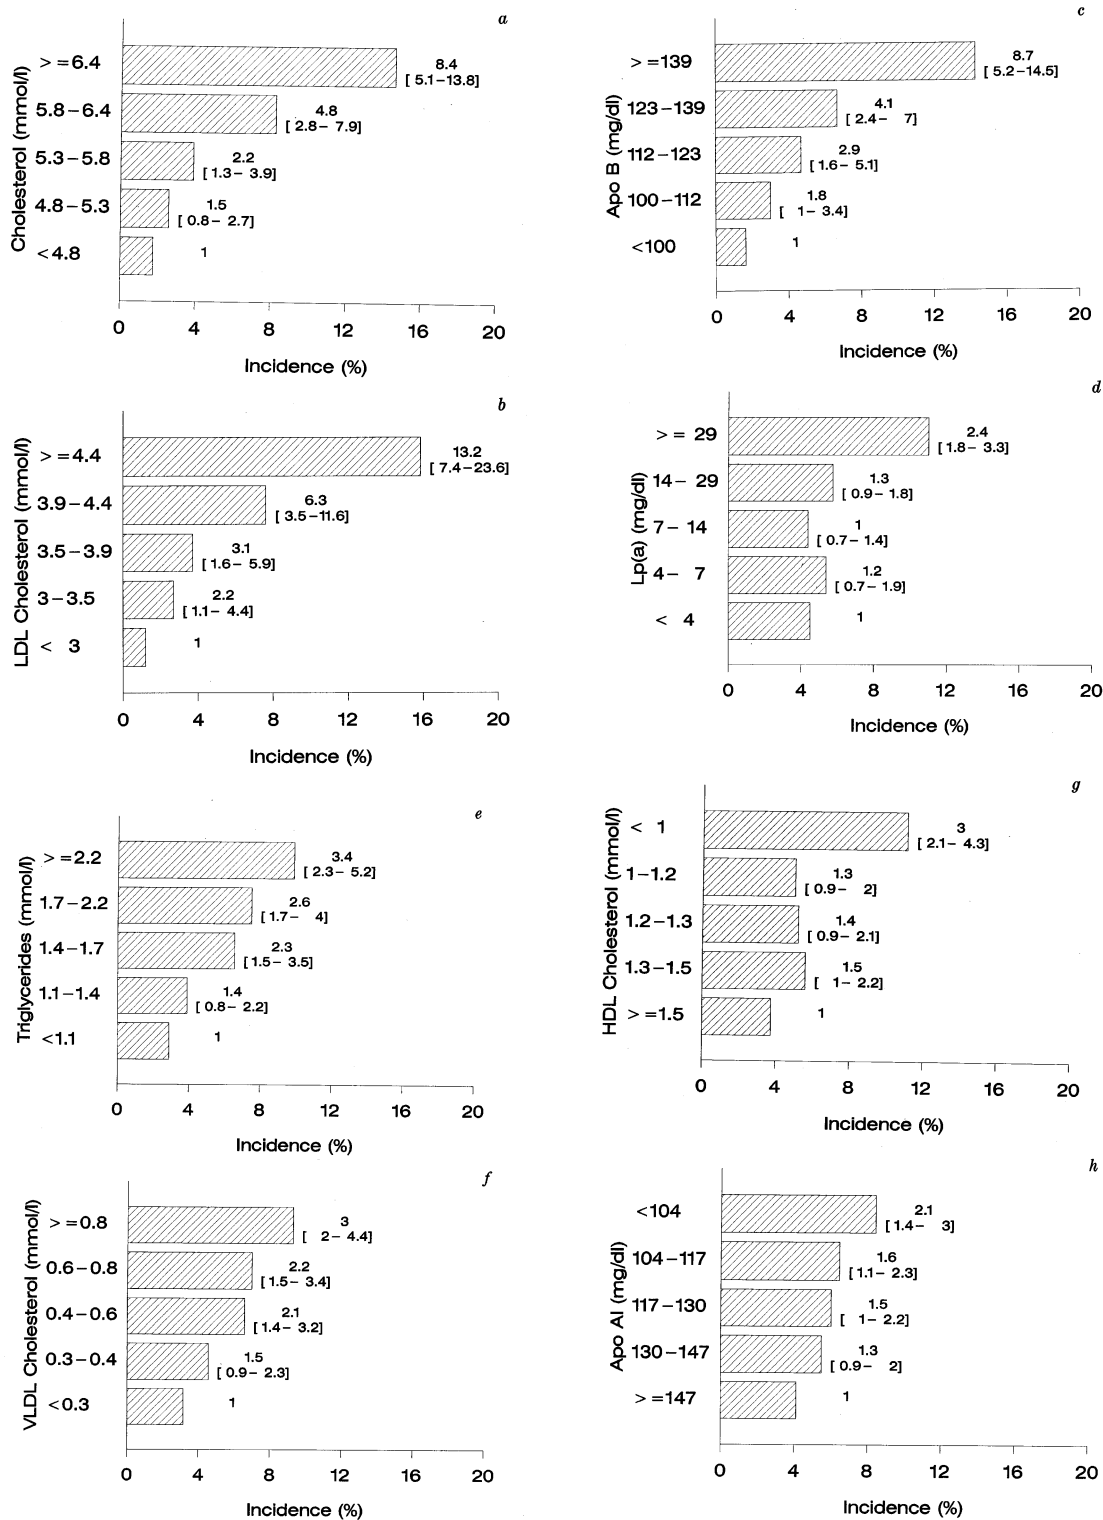 a
Cholesterol (mmol/l)
>=6.4
8.4
[ 5.1–13.8]
5.8–6.4
4.8
[ 2.8– 7.9]
5.3–5.8
2.2
[ 1.3– 3.9]
4.8–5.3
1.5
[ 0.8– 2.7]
<4.8
1
0 4 8 12 16 20
Incidence (%)
b
LDL Cholesterol (mmol/l)
>=4.4
13.2
[ 7.4–23.6]
3.9–4.4
6.3
[ 3.5–11.6]
3.5–3.9
3.1
[ 1.6– 5.9]
3–3.5
2.2
[ 1.1– 4.4]
< 3
1
0 4 8 12 16 20
Incidence (%)
c
Apo B (mg/dl)
>=139
8.7
[ 5.2–14.5]
123–139
4.1
[ 2.4– 7]
112–123
2.9
[ 1.6– 5.1]
100–112
1.8
[ 1– 3.4]
<100
1
0 4 8 12 16 20
Incidence (%)
d
Lp(a) (mg/dl)
>= 29
2.4
[ 1.8– 3.3]
14– 29
1.3
[ 0.9– 1.8]
7– 14
1
[ 0.7– 1.4]
4– 7
1.2
[ 0.7– 1.9]
< 4
1
0 4 8 12 16 20
Incidence (%)
e
Triglycerides (mmol/l)
>=2.2
3.4
[ 2.3– 5.2]
1.7–2.2
2.6
[ 1.7– 4]
1.4–1.7
2.3
[ 1.5– 3.5]
1.1–1.4
1.4
[ 0.8– 2.2]
<1.1
1
0 4 8 12 16 20
Incidence (%)
f
VLDL Cholesterol (mmol/l)
>=0.8
3
[ 2– 4.4]
0.6–0.8
2.2
[ 1.5– 3.4]
0.4–0.6
2.1
[ 1.4– 3.2]
0.3–0.4
1.5
[ 0.9– 2.3]
<0.3
1
0 4 8 12 16 20
Incidence (%)
g
HDL Cholesterol (mmol/l)
< 1
3
[ 2.1– 4.3]
1–1.2
1.3
[ 0.9– 2]
1.2–1.3
1.4
[ 0.9– 2.1]
1.3–1.5
1.5
[ 1– 2.2]
>=1.5
1
0 4 8 12 16 20
Incidence (%)
h
Apo AI (mg/dl)
<104
2.1
[ 1.4– 3]
104–117
1.6
[ 1.1– 2.3]
117–130
1.5
[ 1– 2.2]
130–147
1.3
[ 0.9– 2]
>=147
1
0 4 8 12 16 20
Incidence (%)